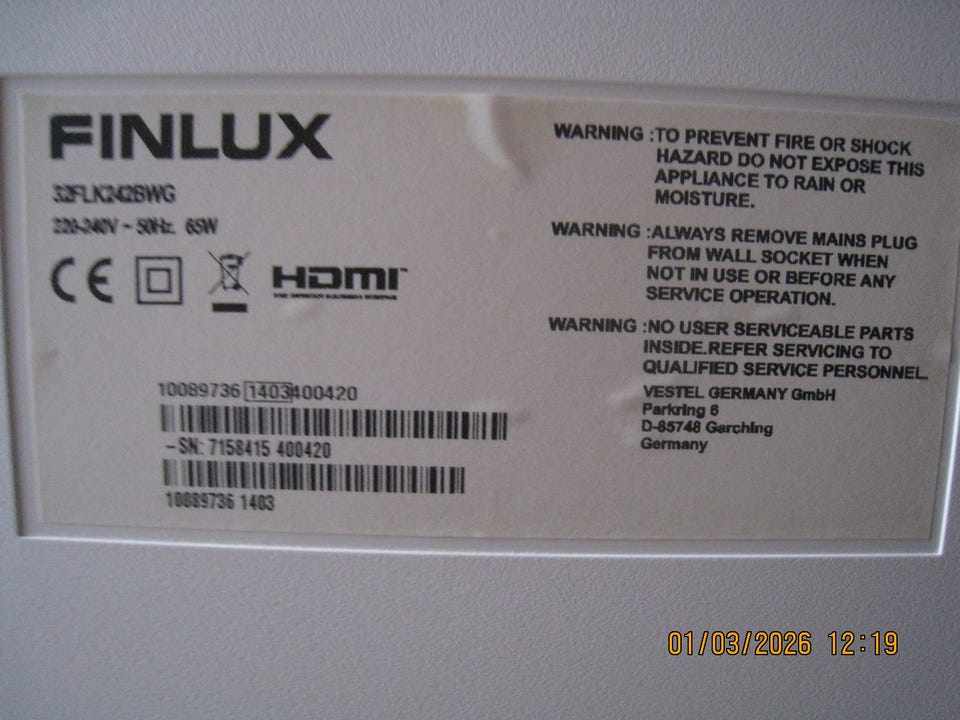 FINLUX
32FLK242BWG
220-240V ~ 50Hz. 65W
CE
HDMI™
10089736 1403400420
-SN: 7158415 400420
10089736 1403
WARNING :TO PREVENT FIRE OR SHOCK
HAZARD DO NOT EXPOSE THIS
APPLIANCE TO RAIN OR
MOISTURE.
WARNING :ALWAYS REMOVE MAINS PLUG
FROM WALL SOCKET WHEN
NOT IN USE OR BEFORE ANY
SERVICE OPERATION.
WARNING :NO USER SERVICEABLE PARTS
INSIDE.REFER SERVICING TO
QUALIFIED SERVICE PERSONNEL.
VESTEL GERMANY GmbH
Parkring 6
D-85748 Garching
Germany
01/03/2026 12:19